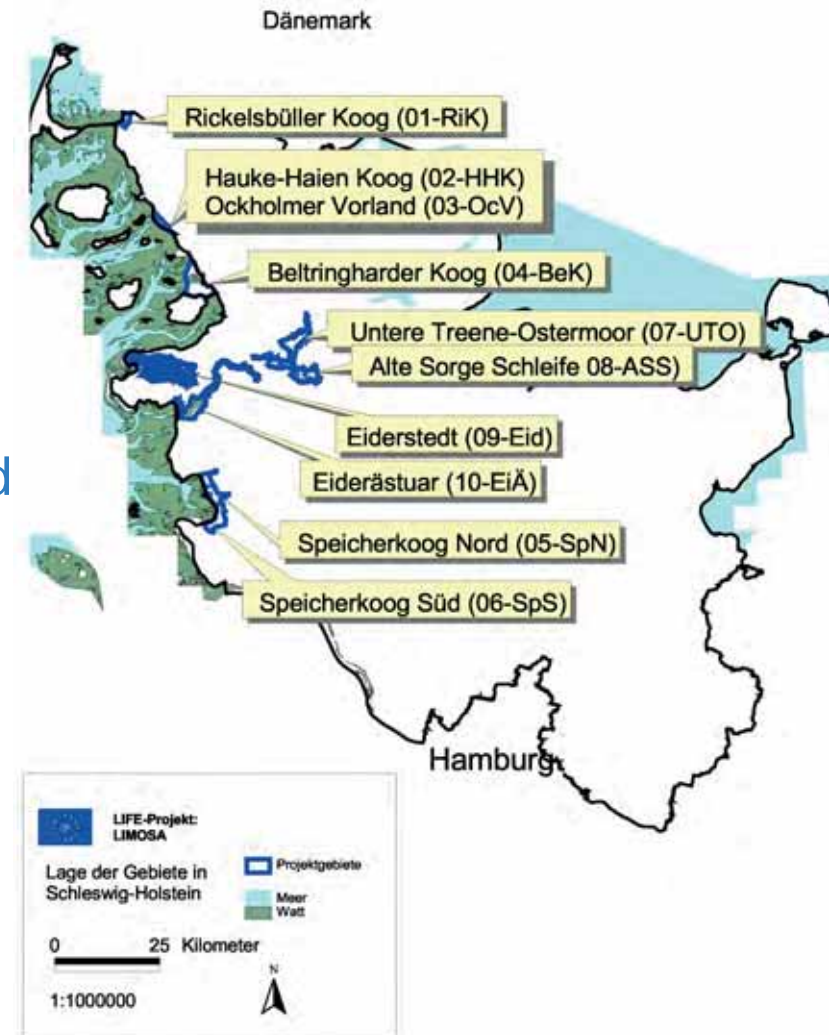 Dänemark
Rickelsbüller Koog (01-RiK)
Hauke-Haien Koog (02-HHK)
Ockholmer Vorland (03-OcV)
Beltringharder Koog (04-BeK)
Untere Treene-Ostermoor (07-UTO)
Alte Sorge Schleife 08-ASS)
Eiderstedt (09-Eid)
d
Eiderästuar (10-EiÄ)
Speicherkoog Nord (05-SpN)
Speicherkoog Süd (06-SpS)
Hamburg
LIFE-Projekt:
LIMOSA
Lage der Gebiete in
Schleswig-Holstein
Projektgebiete
Meer
Watt
0 25 Kilometer
N
1:1000000